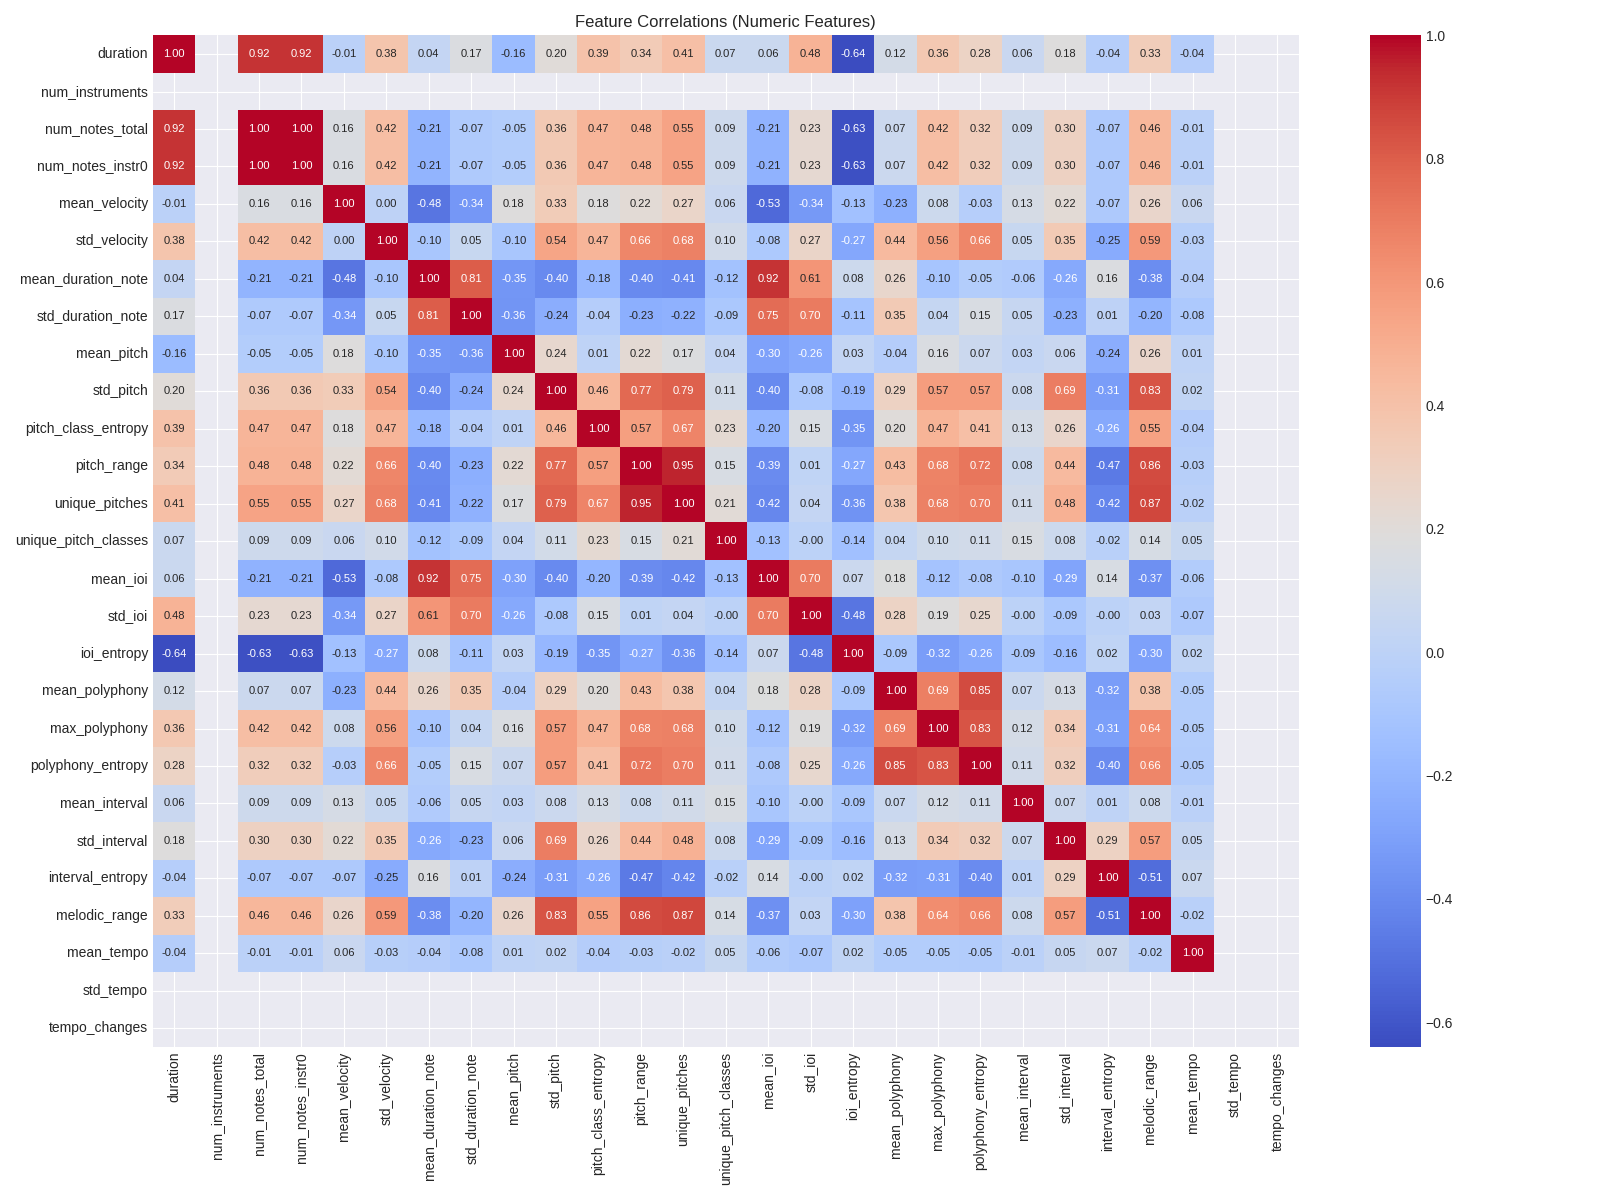 Feature Correlations (Numeric Features)
duration 1.00 0.92 0.92 -0.01 0.38 0.04 0.17 -0.16 0.20 0.39 0.34 0.41 0.07 0.06 0.48 -0.64 0.12 0.36 0.28 0.06 0.18 -0.04 0.33 -0.04
num_instruments
num_notes_total 0.92 1.00 1.00 0.16 0.42 -0.21 -0.07 -0.05 0.36 0.47 0.48 0.55 0.09 -0.21 0.23 -0.63 0.07 0.42 0.32 0.09 0.30 -0.07 0.46 -0.01
num_notes_instr0 0.92 1.00 1.00 0.16 0.42 -0.21 -0.07 -0.05 0.36 0.47 0.48 0.55 0.09 -0.21 0.23 -0.63 0.07 0.42 0.32 0.09 0.30 -0.07 0.46 -0.01
mean_velocity -0.01 0.16 0.16 1.00 0.00 -0.48 -0.34 0.18 0.33 0.18 0.22 0.27 0.06 -0.53 -0.34 -0.13 -0.23 0.08 -0.03 0.13 0.22 -0.07 0.26 0.06
std_velocity 0.38 0.42 0.42 0.00 1.00 -0.10 0.05 -0.10 0.54 0.47 0.66 0.68 0.10 -0.08 0.27 -0.27 0.44 0.56 0.66 0.05 0.35 -0.25 0.59 -0.03
mean_duration_note 0.04 -0.21 -0.21 -0.48 -0.10 1.00 0.81 -0.35 -0.40 -0.18 -0.40 -0.41 -0.12 0.92 0.61 0.08 0.26 -0.10 -0.05 -0.06 -0.26 0.16 -0.38 -0.04
std_duration_note 0.17 -0.07 -0.07 -0.34 0.05 0.81 1.00 -0.36 -0.24 -0.04 -0.23 -0.22 -0.09 0.75 0.70 -0.11 0.35 0.04 0.15 0.05 -0.23 0.01 -0.20 -0.08
mean_pitch -0.16 -0.05 -0.05 0.18 -0.10 -0.35 -0.36 1.00 0.24 0.01 0.22 0.17 0.04 -0.30 -0.26 0.03 -0.04 0.16 0.07 0.03 0.06 -0.24 0.26 0.01
std_pitch 0.20 0.36 0.36 0.33 0.54 -0.40 -0.24 0.24 1.00 0.46 0.77 0.79 0.11 -0.40 -0.08 -0.19 0.29 0.57 0.57 0.08 0.69 -0.31 0.83 0.02
pitch_class_entropy 0.39 0.47 0.47 0.18 0.47 -0.18 -0.04 0.01 0.46 1.00 0.57 0.67 0.23 -0.20 0.15 -0.35 0.20 0.47 0.41 0.13 0.26 -0.26 0.55 -0.04
pitch_range 0.34 0.48 0.48 0.22 0.66 -0.40 -0.23 0.22 0.77 0.57 1.00 0.95 0.15 -0.39 0.01 -0.27 0.43 0.68 0.72 0.08 0.44 -0.47 0.86 -0.03
unique_pitches 0.41 0.55 0.55 0.27 0.68 -0.41 -0.22 0.17 0.79 0.67 0.95 1.00 0.21 -0.42 0.04 -0.36 0.38 0.68 0.70 0.11 0.48 -0.42 0.87 -0.02
unique_pitch_classes 0.07 0.09 0.09 0.06 0.10 -0.12 -0.09 0.04 0.11 0.23 0.15 0.21 1.00 -0.13 -0.00 -0.14 0.04 0.10 0.11 0.15 0.08 -0.02 0.14 0.05
mean_ioi 0.06 -0.21 -0.21 -0.53 -0.08 0.92 0.75 -0.30 -0.40 -0.20 -0.39 -0.42 -0.13 1.00 0.70 0.07 0.18 -0.12 -0.08 -0.10 -0.29 0.14 -0.37 -0.06
std_ioi 0.48 0.23 0.23 -0.34 0.27 0.61 0.70 -0.26 -0.08 0.15 0.01 0.04 -0.00 0.70 1.00 -0.48 0.28 0.19 0.25 -0.00 -0.09 -0.00 0.03 -0.07
ioi_entropy -0.64 -0.63 -0.63 -0.13 -0.27 0.08 -0.11 0.03 -0.19 -0.35 -0.27 -0.36 -0.14 0.07 -0.48 1.00 -0.09 -0.32 -0.26 -0.09 -0.16 0.02 -0.30 0.02
mean_polyphony 0.12 0.07 0.07 -0.23 0.44 0.26 0.35 -0.04 0.29 0.20 0.43 0.38 0.04 0.18 0.28 -0.09 1.00 0.69 0.85 0.07 0.13 -0.32 0.38 -0.05
max_polyphony 0.36 0.42 0.42 0.08 0.56 -0.10 0.04 0.16 0.57 0.47 0.68 0.68 0.10 -0.12 0.19 -0.32 0.69 1.00 0.83 0.12 0.34 -0.31 0.64 -0.05
polyphony_entropy 0.28 0.32 0.32 -0.03 0.66 -0.05 0.15 0.07 0.57 0.41 0.72 0.70 0.11 -0.08 0.25 -0.26 0.85 0.83 1.00 0.11 0.32 -0.40 0.66 -0.05
mean_interval 0.06 0.09 0.09 0.13 0.05 -0.06 0.05 0.03 0.08 0.13 0.08 0.11 0.15 -0.10 -0.00 -0.09 0.07 0.12 0.11 1.00 0.07 0.01 0.08 -0.01
std_interval 0.18 0.30 0.30 0.22 0.35 -0.26 -0.23 0.06 0.69 0.26 0.44 0.48 0.08 -0.29 -0.09 -0.16 0.13 0.34 0.32 0.07 1.00 0.29 0.57 0.05
interval_entropy -0.04 -0.07 -0.07 -0.07 -0.25 0.16 0.01 -0.24 -0.31 -0.26 -0.47 -0.42 -0.02 0.14 -0.00 0.02 -0.32 -0.31 -0.40 0.01 0.29 1.00 -0.51 0.07
melodic_range 0.33 0.46 0.46 0.26 0.59 -0.38 -0.20 0.26 0.83 0.55 0.86 0.87 0.14 -0.37 0.03 -0.30 0.38 0.64 0.66 0.08 0.57 -0.51 1.00 -0.02
mean_tempo -0.04 -0.01 -0.01 0.06 -0.03 -0.04 -0.08 0.01 0.02 -0.04 -0.03 -0.02 0.05 -0.06 -0.07 0.02 -0.05 -0.05 -0.05 -0.01 0.05 0.07 -0.02 1.00
std_tempo
tempo_changes
duration
num_instruments
num_notes_total
num_notes_instr0
mean_velocity
std_velocity
mean_duration_note
std_duration_note
mean_pitch
std_pitch
pitch_class_entropy
pitch_range
unique_pitches
unique_pitch_classes
mean_ioi
std_ioi
ioi_entropy
mean_polyphony
max_polyphony
polyphony_entropy
mean_interval
std_interval
interval_entropy
melodic_range
mean_tempo
std_tempo
tempo_changes
1.0
0.8
0.6
0.4
0.2
0.0
−0.2
−0.4
−0.6